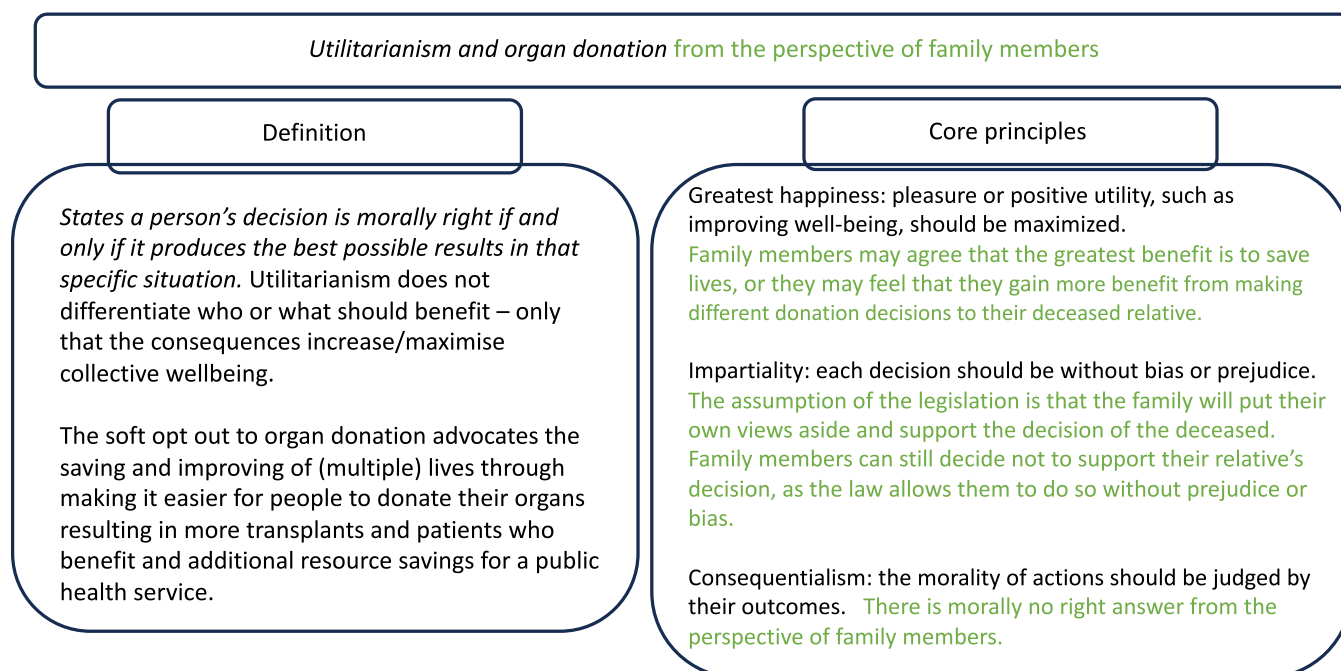 Utilitarianism and organ donation from the perspective of family members
Definition
States a person’s decision is morally right if and
only if it produces the best possible results in that
specific situation. Utilitarianism does not
differentiate who or what should benefit – only
that the consequences increase/maximise
collective wellbeing.
The soft opt out to organ donation advocates the
saving and improving of (multiple) lives through
making it easier for people to donate their organs
resulting in more transplants and patients who
benefit and additional resource savings for a public
health service.
Core principles
Greatest happiness: pleasure or positive utility, such as
improving well-being, should be maximized.
Family members may agree that the greatest benefit is to save
lives, or they may feel that they gain more benefit from making
different donation decisions to their deceased relative.
Impartiality: each decision should be without bias or prejudice.
The assumption of the legislation is that the family will put their
own views aside and support the decision of the deceased.
Family members can still decide not to support their relative’s
decision, as the law allows them to do so without prejudice or
bias.
Consequentialism: the morality of actions should be judged by
their outcomes. There is morally no right answer from the
perspective of family members.